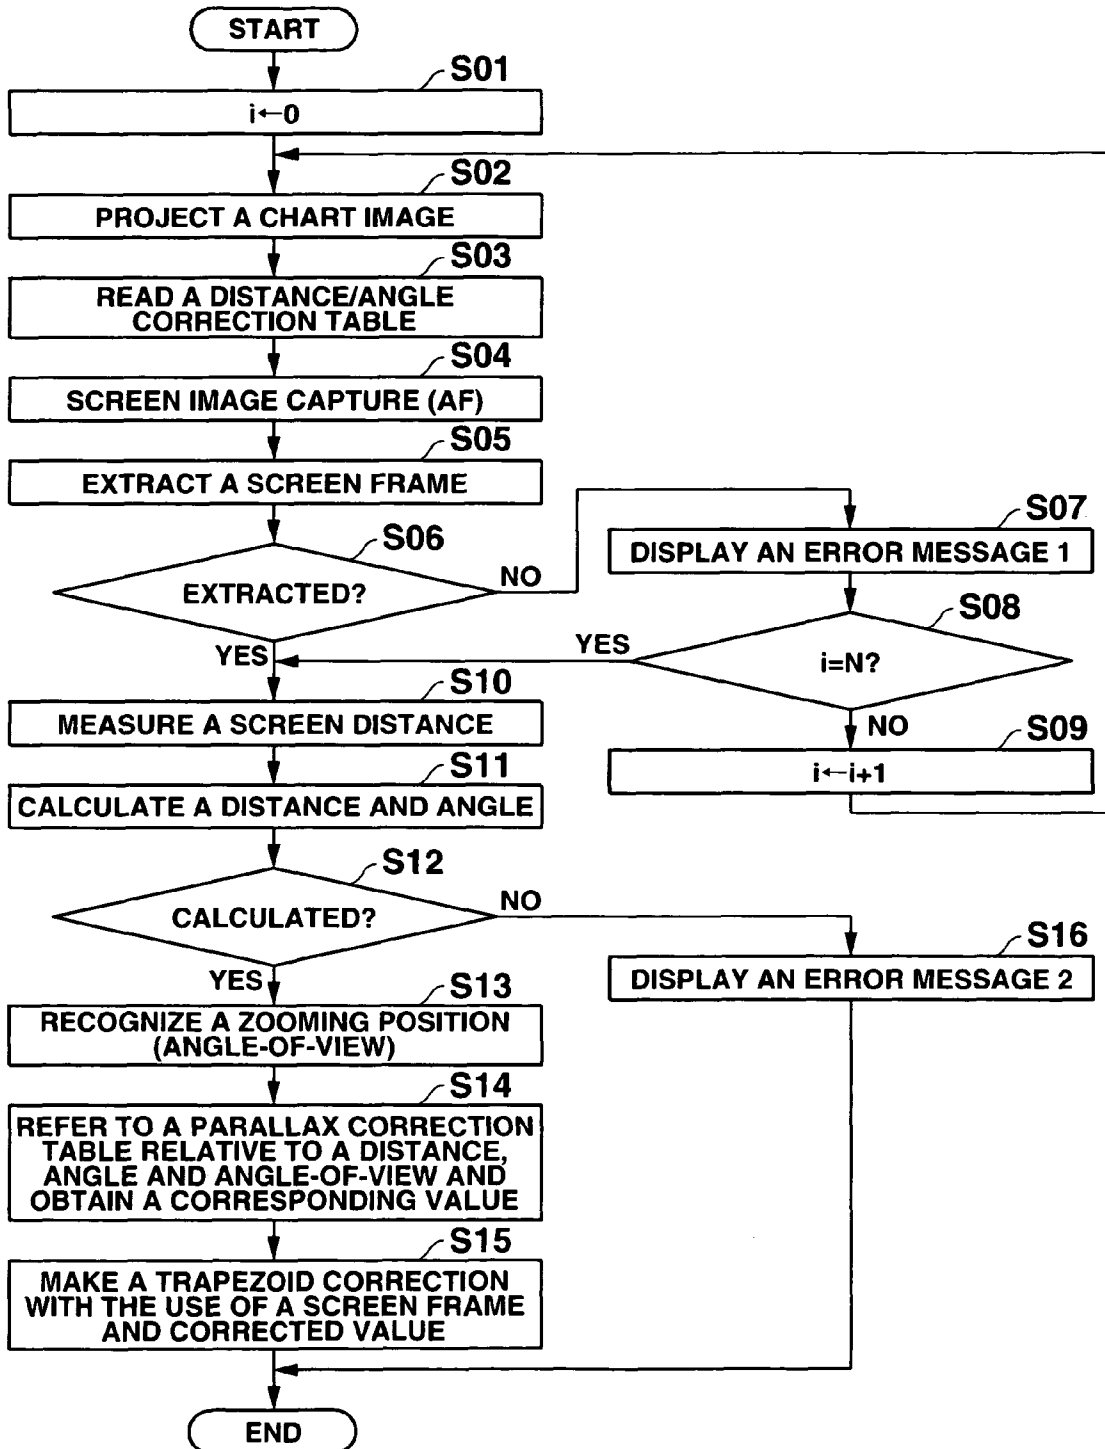 START
S01
i←0
S02
PROJECT A CHART IMAGE
S03
READ A DISTANCE/ANGLE
CORRECTION TABLE
S04
SCREEN IMAGE CAPTURE (AF)
S05
EXTRACT A SCREEN FRAME
S06
EXTRACTED?
NO
YES
S07
DISPLAY AN ERROR MESSAGE 1
S08
i=N?
YES
NO
S09
i←i+1
S10
MEASURE A SCREEN DISTANCE
S11
CALCULATE A DISTANCE AND ANGLE
S12
CALCULATED?
NO
YES
S16
DISPLAY AN ERROR MESSAGE 2
S13
RECOGNIZE A ZOOMING POSITION
(ANGLE-OF-VIEW)
S14
REFER TO A PARALLAX CORRECTION
TABLE RELATIVE TO A DISTANCE,
ANGLE AND ANGLE-OF-VIEW AND
OBTAIN A CORRESPONDING VALUE
S15
MAKE A TRAPEZOID CORRECTION
WITH THE USE OF A SCREEN FRAME
AND CORRECTED VALUE
END